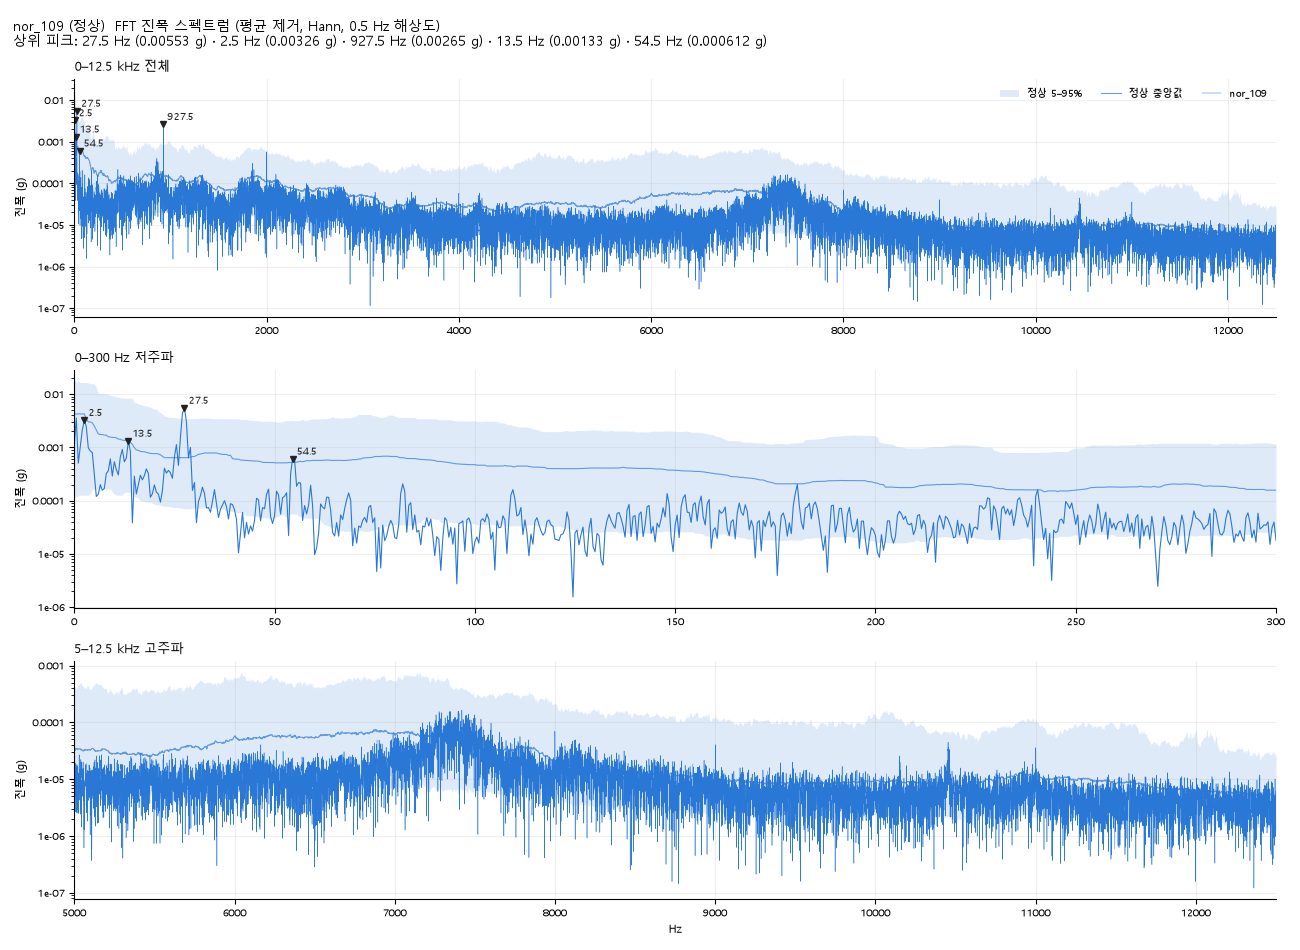 nor_109 (정상)  FFT 진폭 스펙트럼 (평균 제거, Hann, 0.5 Hz 해상도)
상위 피크: 27.5 Hz (0.00553 g) · 2.5 Hz (0.00326 g) · 927.5 Hz (0.00265 g) · 13.5 Hz (0.00133 g) · 54.5 Hz (0.000612 g)
0–12.5 kHz 전체
정상 5–95% 정상 중앙값 nor_109
27.5
2.5
13.5
54.5
927.5
진폭 (g)
0.01
0.001
0.0001
1e-05
1e-06
1e-07
0 2000 4000 6000 8000 10000 12000
0–300 Hz 저주파
2.5
13.5
27.5
54.5
진폭 (g)
0.01
0.001
0.0001
1e-05
1e-06
0 50 100 150 200 250 300
5–12.5 kHz 고주파
진폭 (g)
0.001
0.0001
1e-05
1e-06
1e-07
5000 6000 7000 8000 9000 10000 11000 12000
Hz